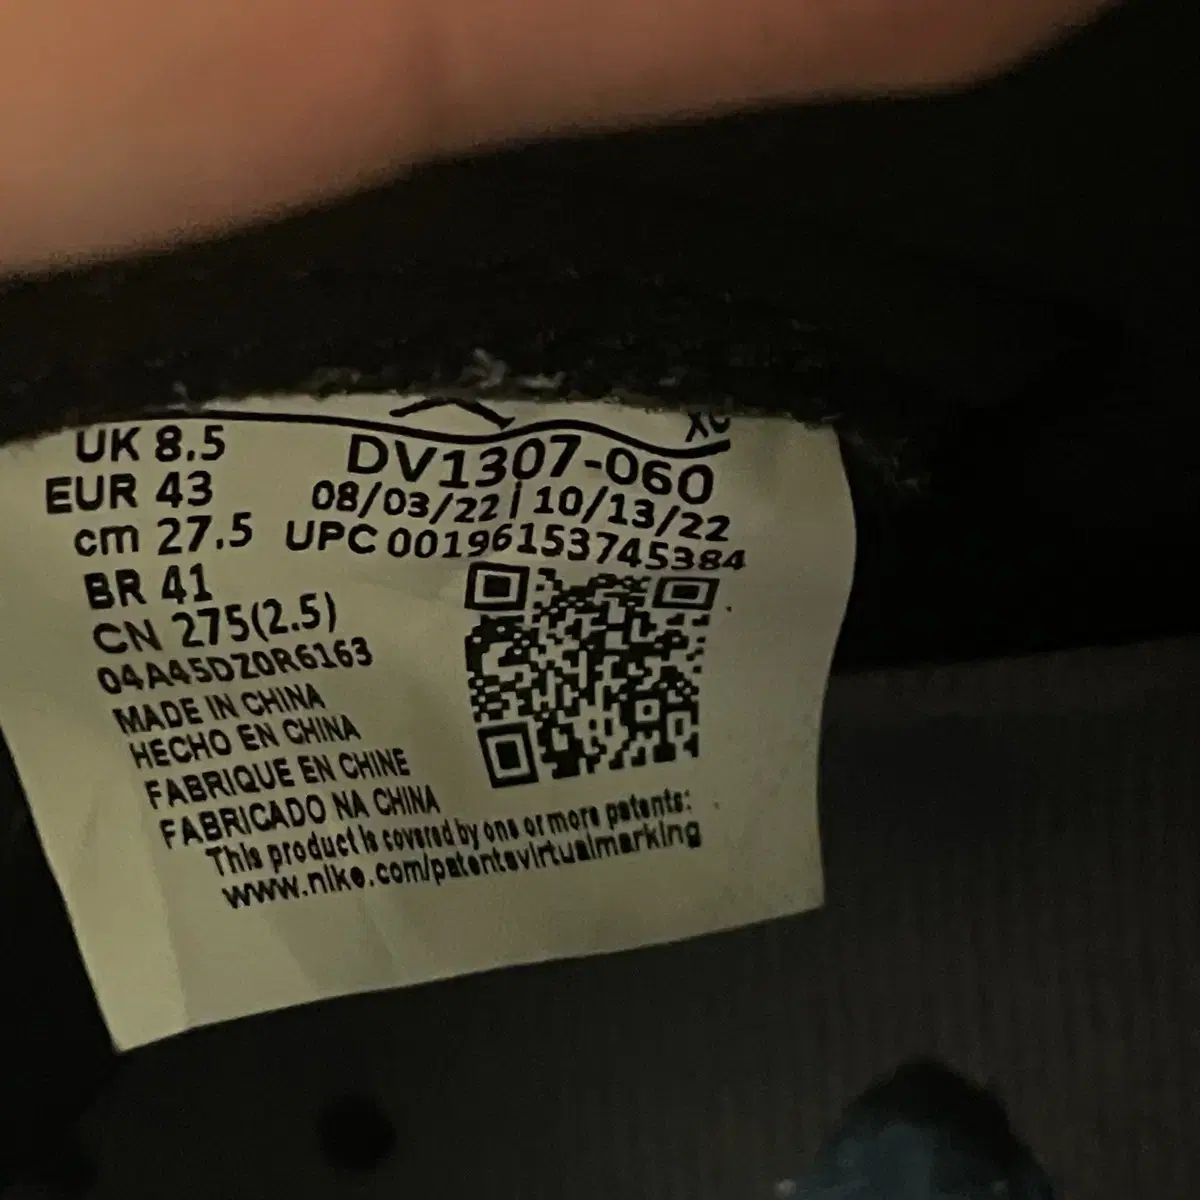 UK 8.5
EUR 43
cm 27.5
BR 41
CN 275(2.5)
04A45DZ0R6163
MADE IN CHINA
HECHO EN CHINA
FABRIQUE EN CHINE
FABRICADO NA CHINA
This product is covered by one or more patents:
www.nike.com/patentsvirtualmarking
DV1307-060
08/03/22 | 10/13/22
UPC 00196153745384